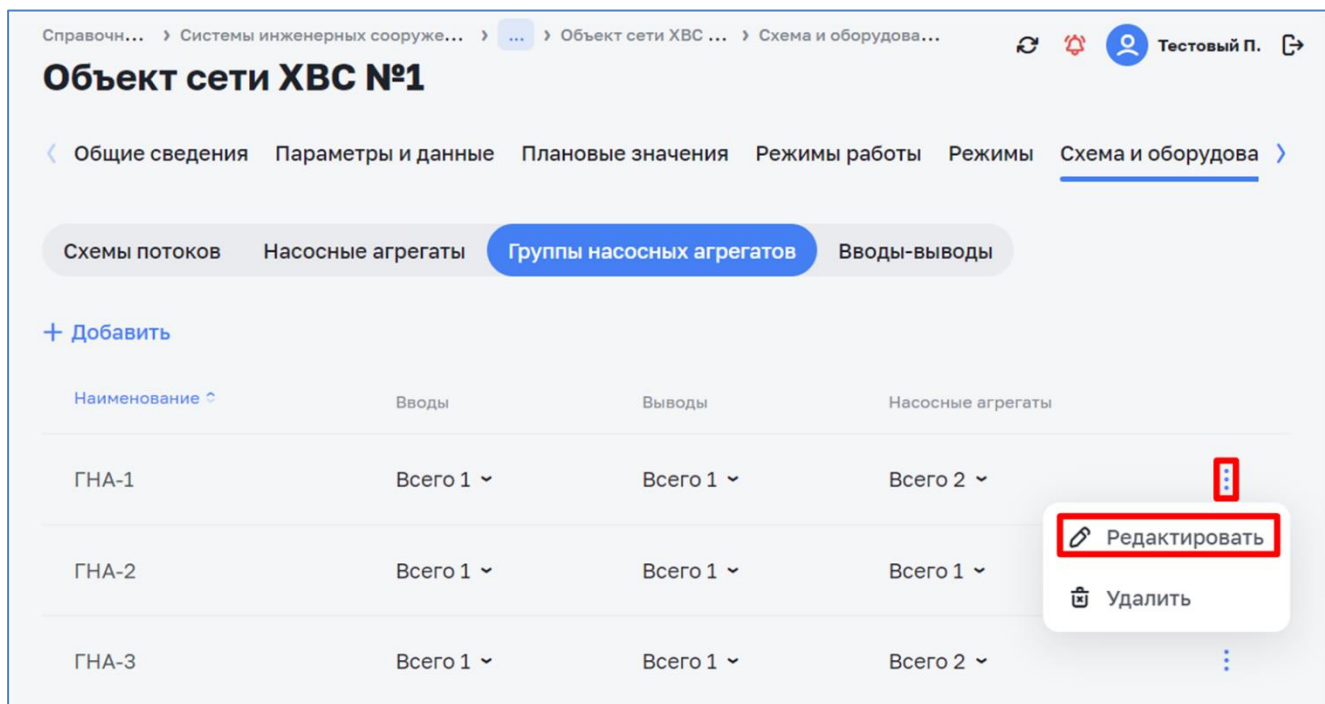 Справочн... › Системы инженерных сооруже... › ... › Объект сети ХВС ... › Схема и оборудова... Тестовый П.
Объект сети ХВС №1
Общие сведения Параметры и данные Плановые значения Режимы работы Режимы Схема и оборудова
Схемы потоков Насосные агрегаты Группы насосных агрегатов Вводы-выводы
+ Добавить
Наименование Вводы Выводы Насосные агрегаты
ГНА-1 Всего 1 Всего 1 Всего 2
Редактировать
ГНА-2 Всего 1 Всего 1 Всего 1
Удалить
ГНА-3 Всего 1 Всего 1 Всего 2